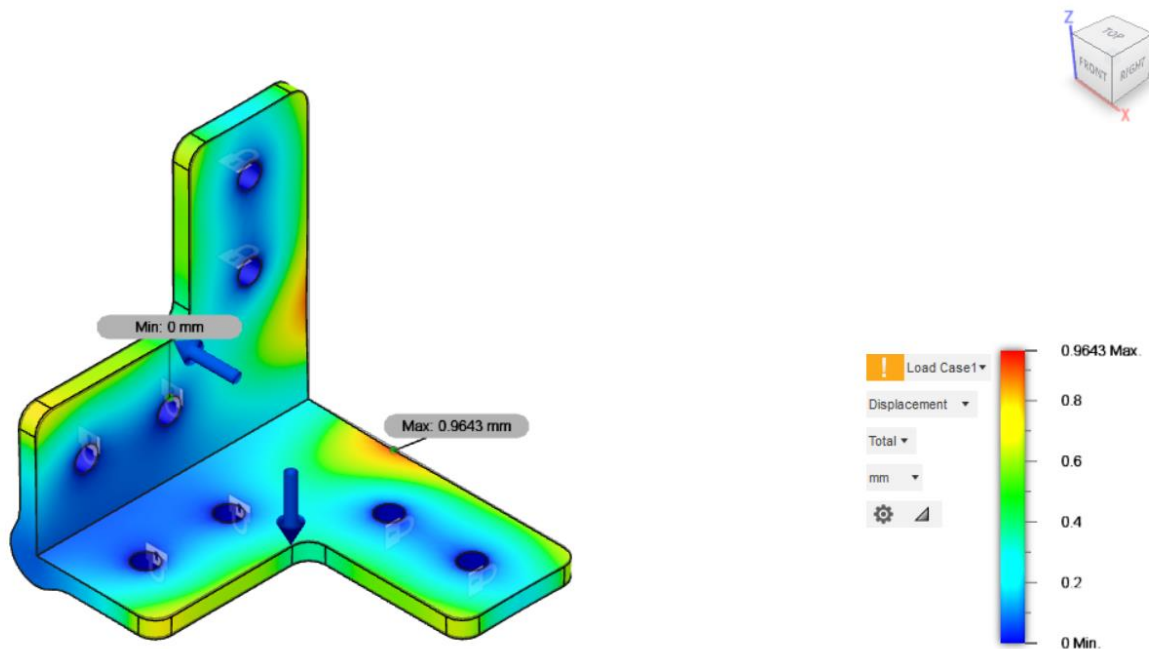 Z
TOP
FRONT
RIGHT
X
Min: 0 mm
Max: 0.9643 mm
! Load Case1
Displacement
Total
mm
0.9643 Max.
0.8
0.6
0.4
0.2
0 Min.